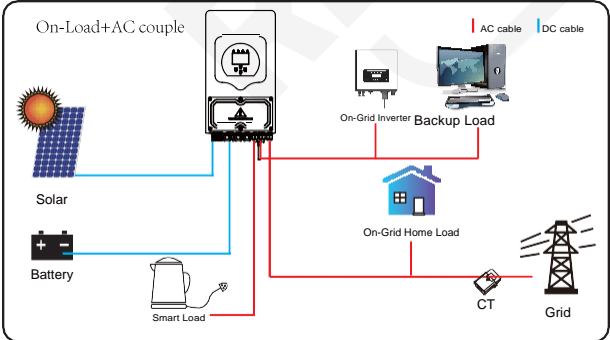 On-Load+AC couple
AC cable
DC cable
On-Grid Inverter
Backup Load
Solar
On-Grid Home Load
Battery
Smart Load
CT
Grid